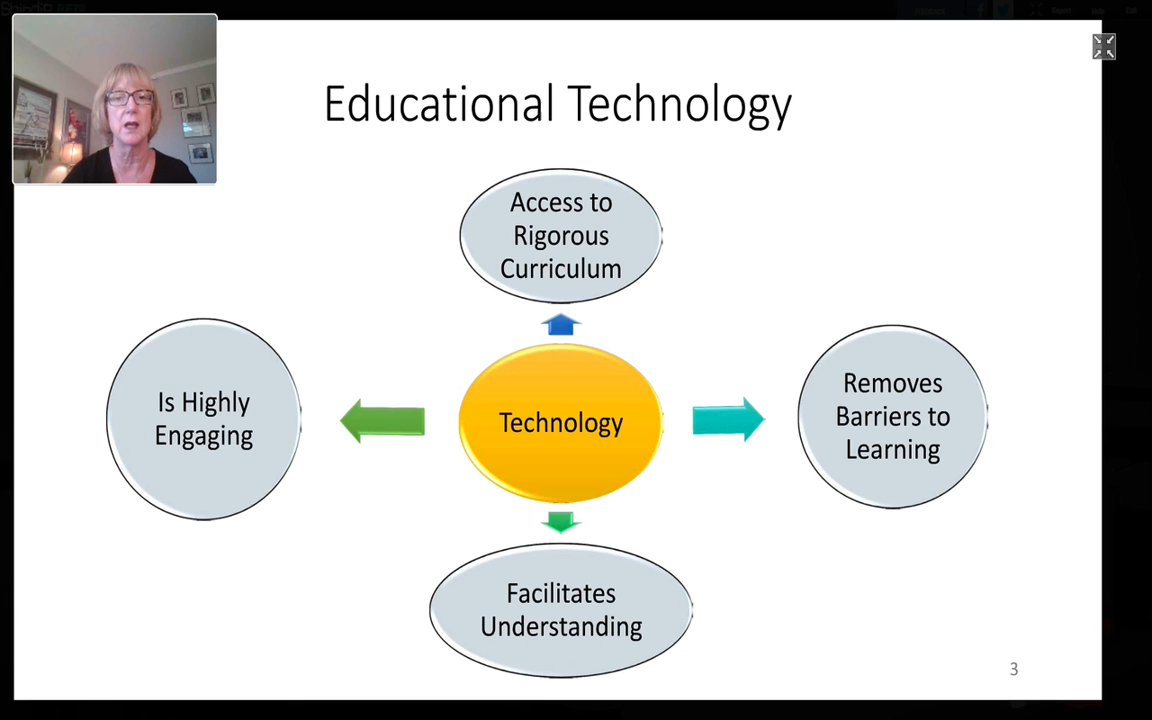 Educational Technology
Access to
Rigorous
Curriculum
Is Highly
Engaging
Technology
Removes
Barriers to
Learning
Facilitates
Understanding
3